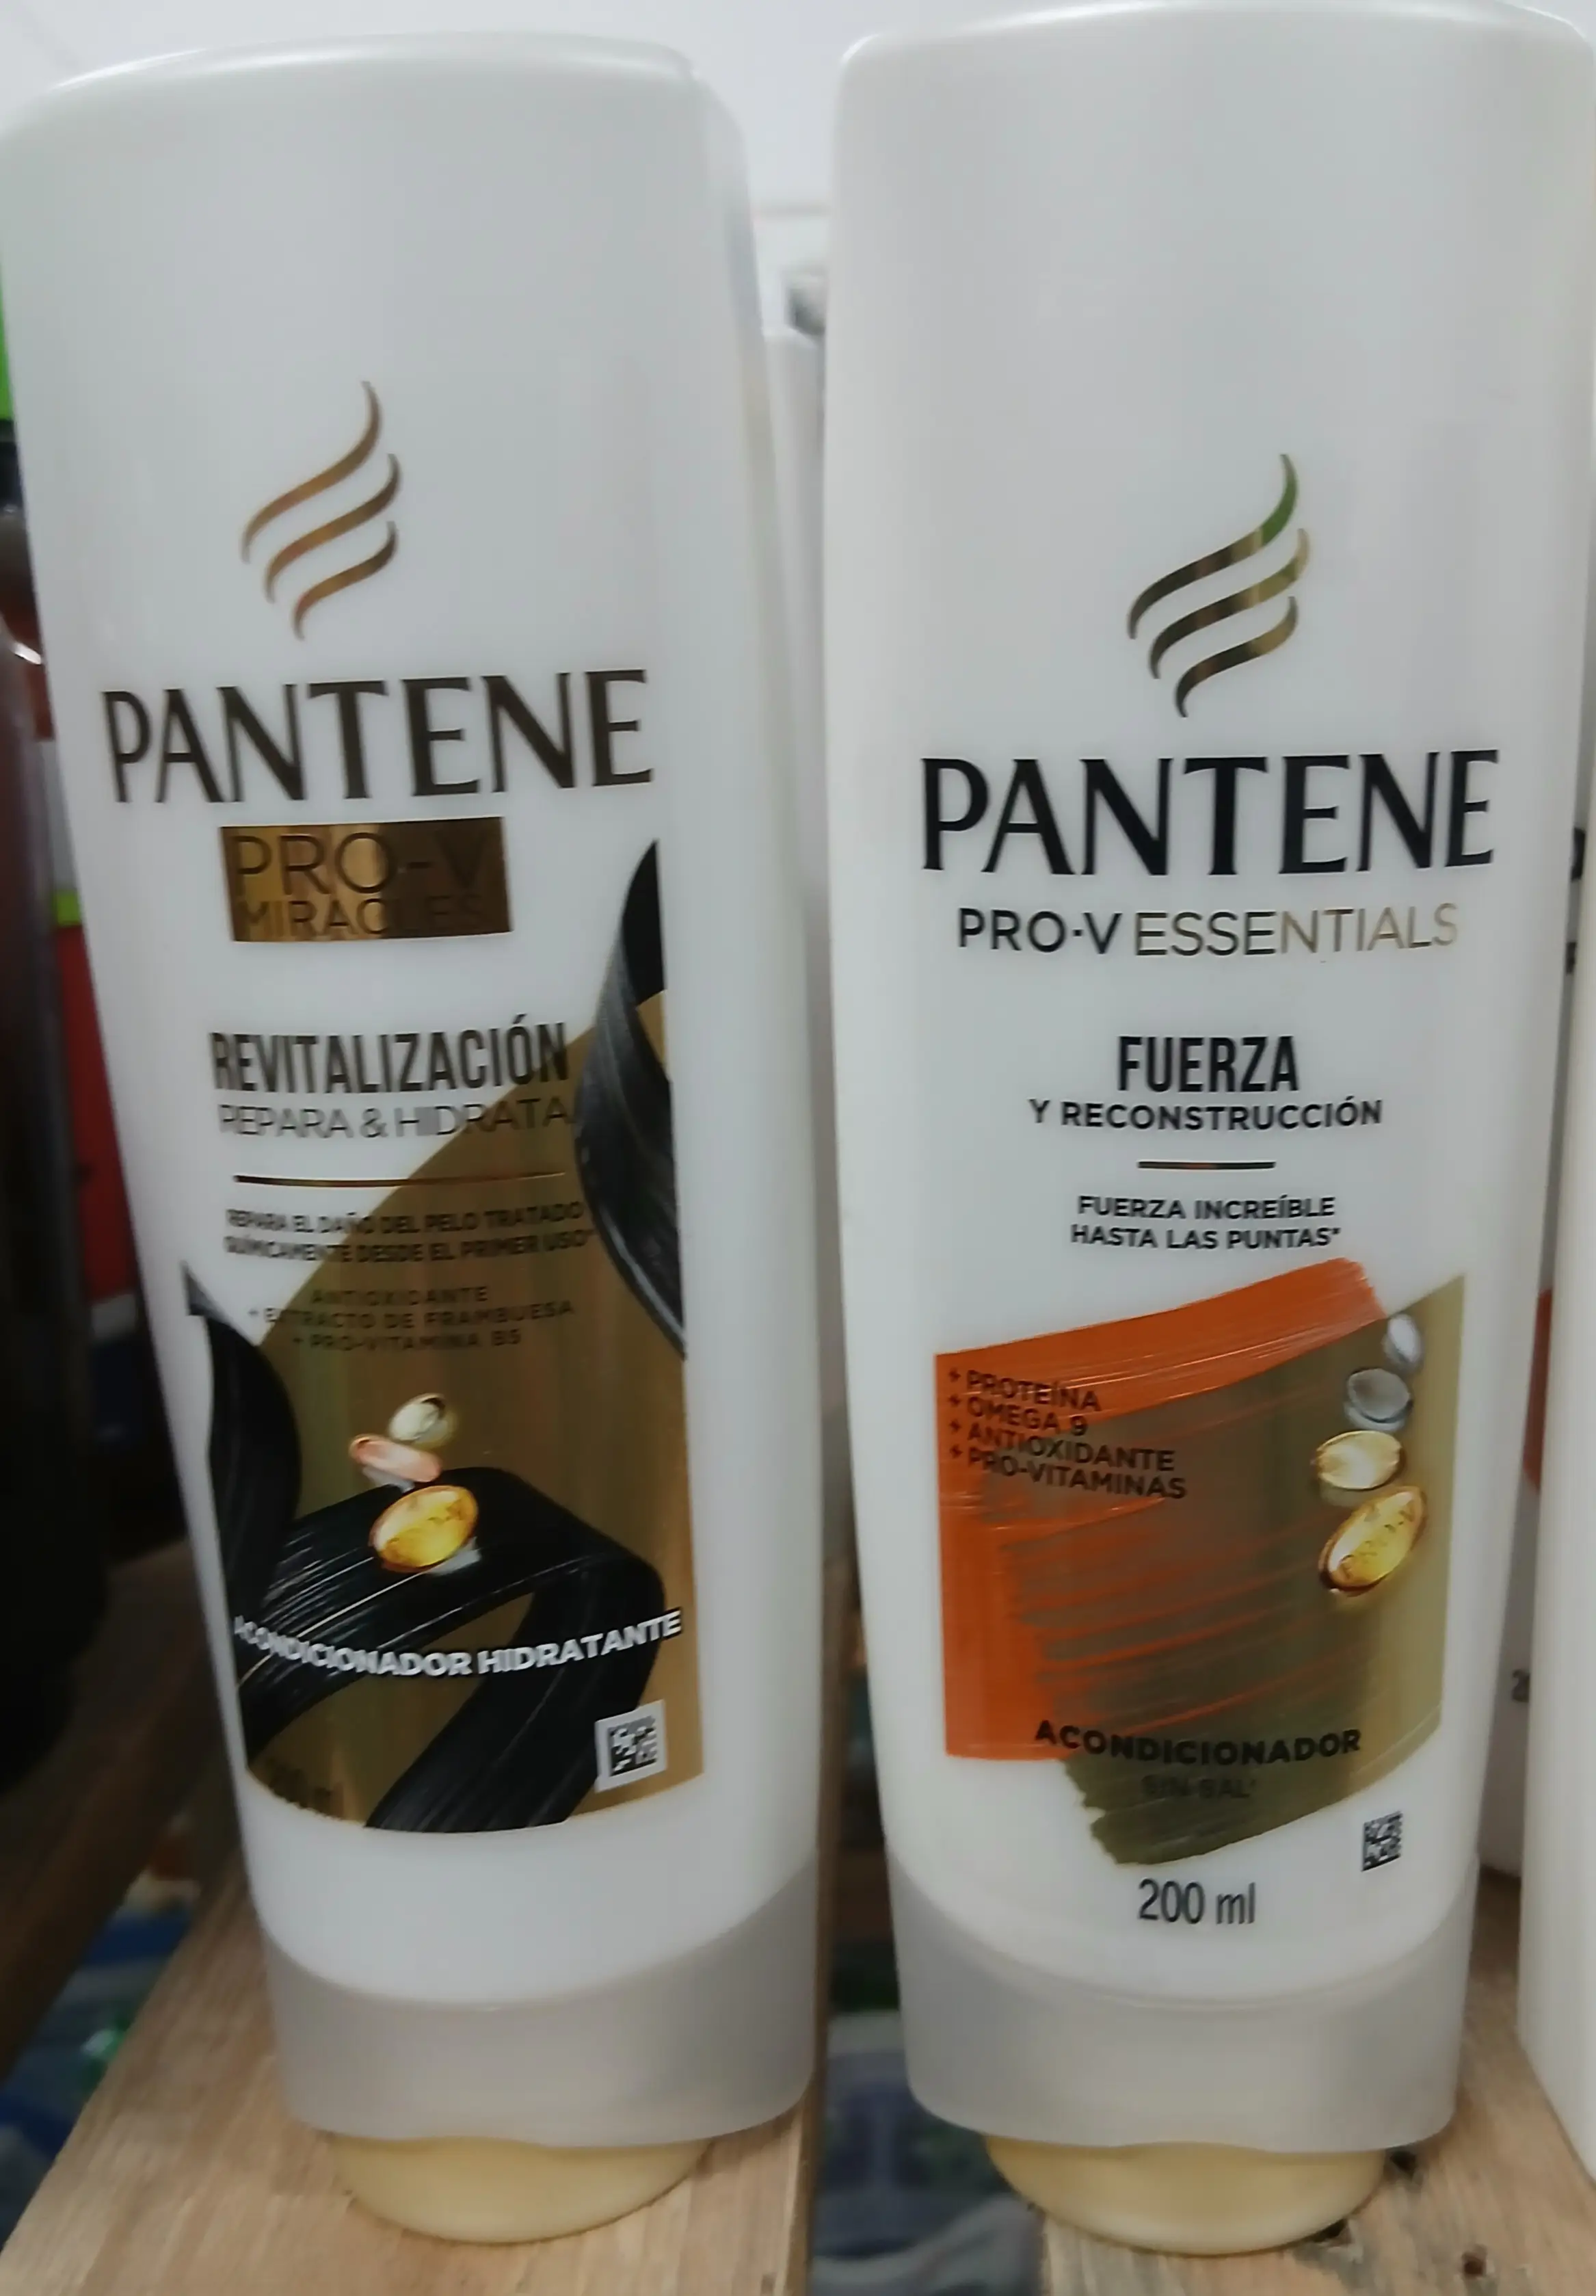 PANTENE
PRO-V
MIRACLES
REVITALIZACIÓN
REPARA & HIDRATA
REPARA EL DAÑO DEL PELO TRATADO
QUÍMICAMENTE DESDE EL PRIMER USO*
ANTIOXIDANTE
+ EXTRACTO DE FRAMBUESA
+ PRO-VITAMINA B5
ACONDICIONADOR HIDRATANTE
PANTENE
PRO-V ESSENTIALS
FUERZA
Y RECONSTRUCCIÓN
FUERZA INCREÍBLE
HASTA LAS PUNTAS*
+ PROTEÍNA
+ OMEGA 9
+ ANTIOXIDANTE
+ PRO-VITAMINAS
ACONDICIONADOR
SIN SAL*
200 ml